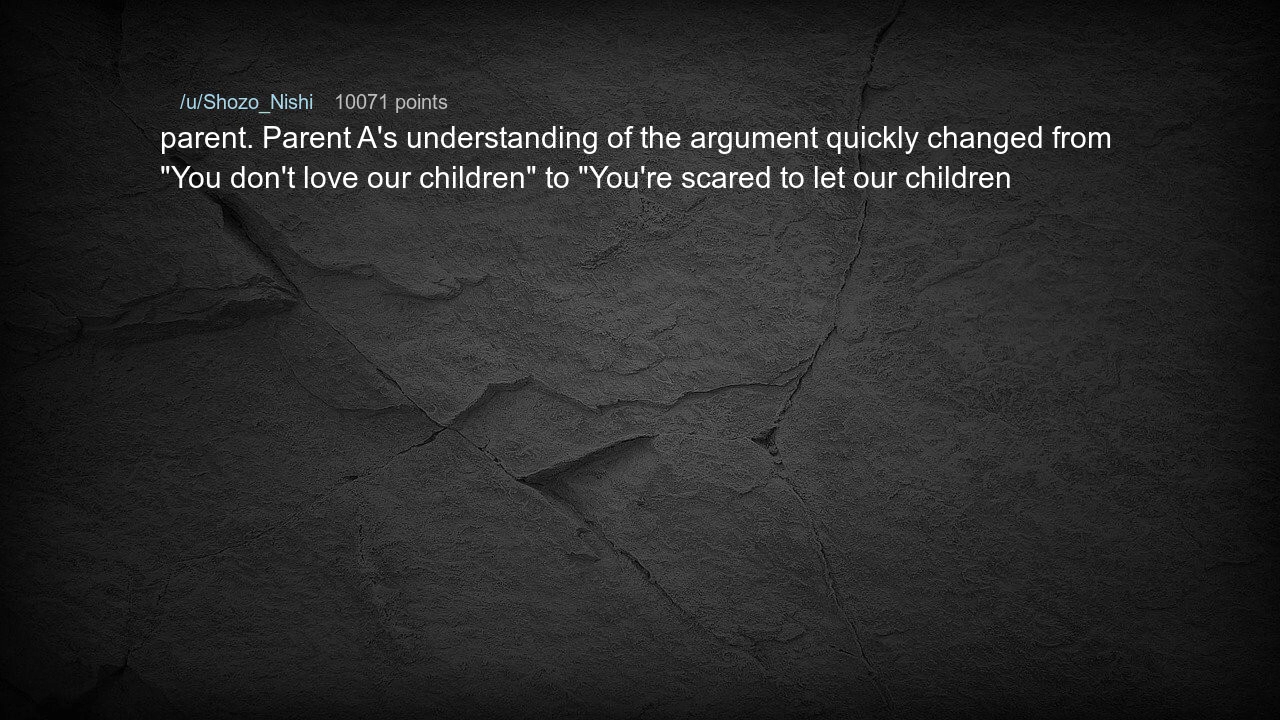 /u/Shozo_Nishi 10071 points
parent. Parent A's understanding of the argument quickly changed from
"You don't love our children" to "You're scared to let our children